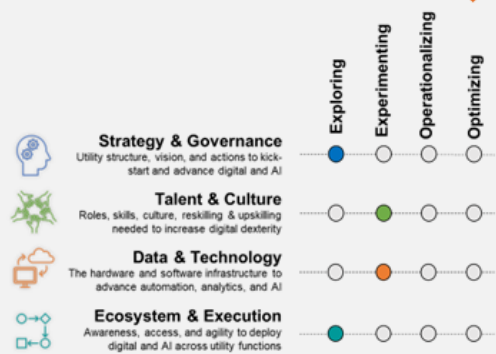 Exploring
Experimenting
Operationalizing
Optimizing
Strategy & Governance
Utility structure, vision, and actions to kick-
start and advance digital and AI
Talent & Culture
Roles, skills, culture, reskilling & upskilling
needed to increase digital dexterity
Data & Technology
The hardware and software infrastructure to
advance automation, analytics, and AI
Ecosystem & Execution
Awareness, access, and agility to deploy
digital and AI across utility functions